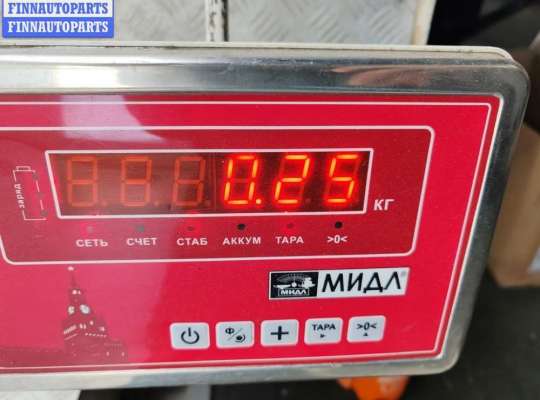 FINNAUTOPARTS
FINNAUTOPARTS
заряд
0.25
КГ
СЕТЬ СЧЕТ СТАБ АККУМ ТАРА >0<
МИДЛ МИДЛ®
Ф/ + ТАРА >0<